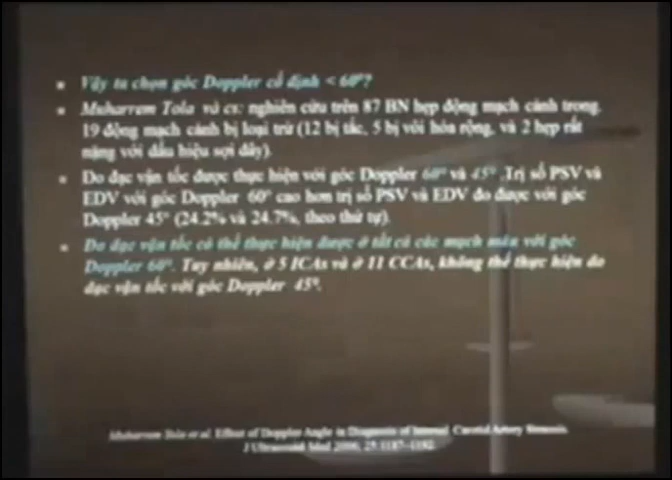 Vậy ta chọn góc Doppler cố định < 60º?
Muharrem Tola và cs: nghiên cứu trên 87 BN hẹp động mạch cảnh trong.
19 động mạch cảnh bị loại trừ (12 bị tắc, 5 bị vôi hóa rộng, và 2 hẹp rất
nặng với dấu hiệu sợi dây).
Đo đạc vận tốc được thực hiện với góc Doppler 60º và 45º. Trị số PSV và
EDV với góc Doppler 60º cao hơn trị số PSV và EDV đo được với góc
Doppler 45º (24.2% và 24.7%, theo thứ tự).
Đo đạc vận tốc có thể thực hiện được ở tất cả các mạch máu với góc
Doppler 60º. Tuy nhiên, ở 5 ICAs và ở 11 CCAs, không thể thực hiện đo
đạc vận tốc với góc Doppler 45º.
Muharrem Tola et al. Effect of Doppler Angle in Diagnosis of Internal Carotid Artery Stenosis.
J Ultrasound Med 2006; 25:1187–1192.